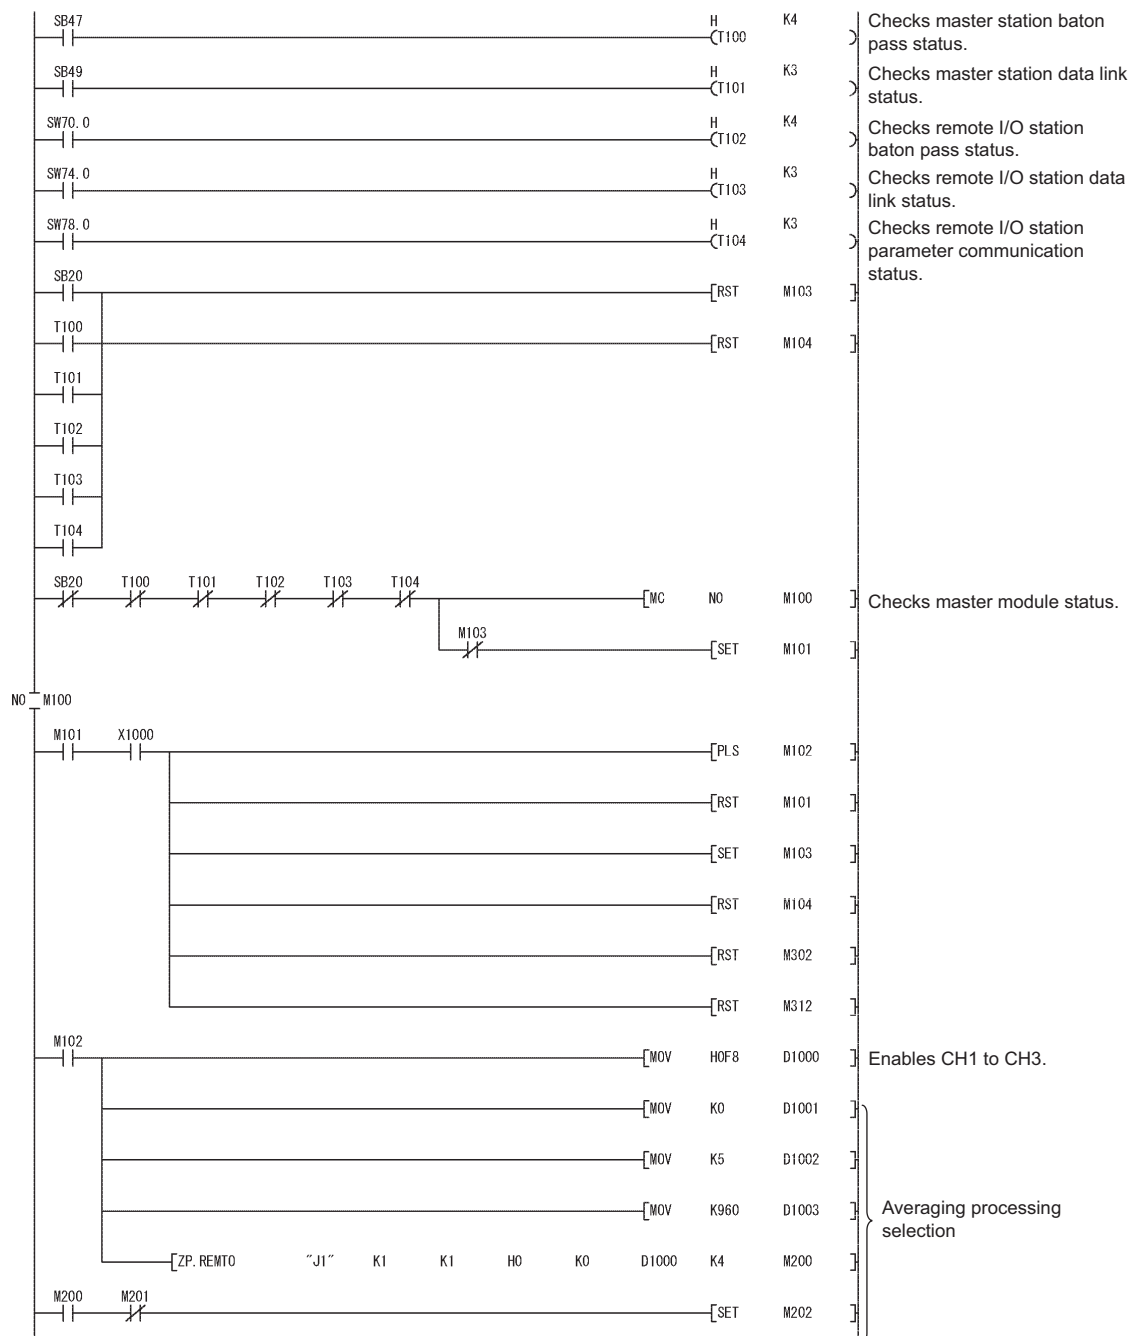 SB47 H K4 Checks master station baton
T100 pass status.
SB49 H K3 Checks master station data link
T101 status.
SW70.0 H K4 Checks remote I/O station
T102 baton pass status.
SW74.0 H K3 Checks remote I/O station data
T103 link status.
SW78.0 H K3 Checks remote I/O station
T104 parameter communication
status.
SB20
RST M103
T100
RST M104
T101
T102
T103
T104
SB20 T100 T101 T102 T103 T104
MC N0 M100 Checks master module status.
M103
SET M101
N0 M100
M101 X1000
PLS M102
RST M101
SET M103
RST M104
RST M302
RST M312
M102
MOV H0F8 D1000 Enables CH1 to CH3.
MOV K0 D1001
MOV K5 D1002
MOV K960 D1003 Averaging processing
selection
ZP.REMTO "J1" K1 K1 H0 K0 D1000 K4 M200
M200 M201
SET M202